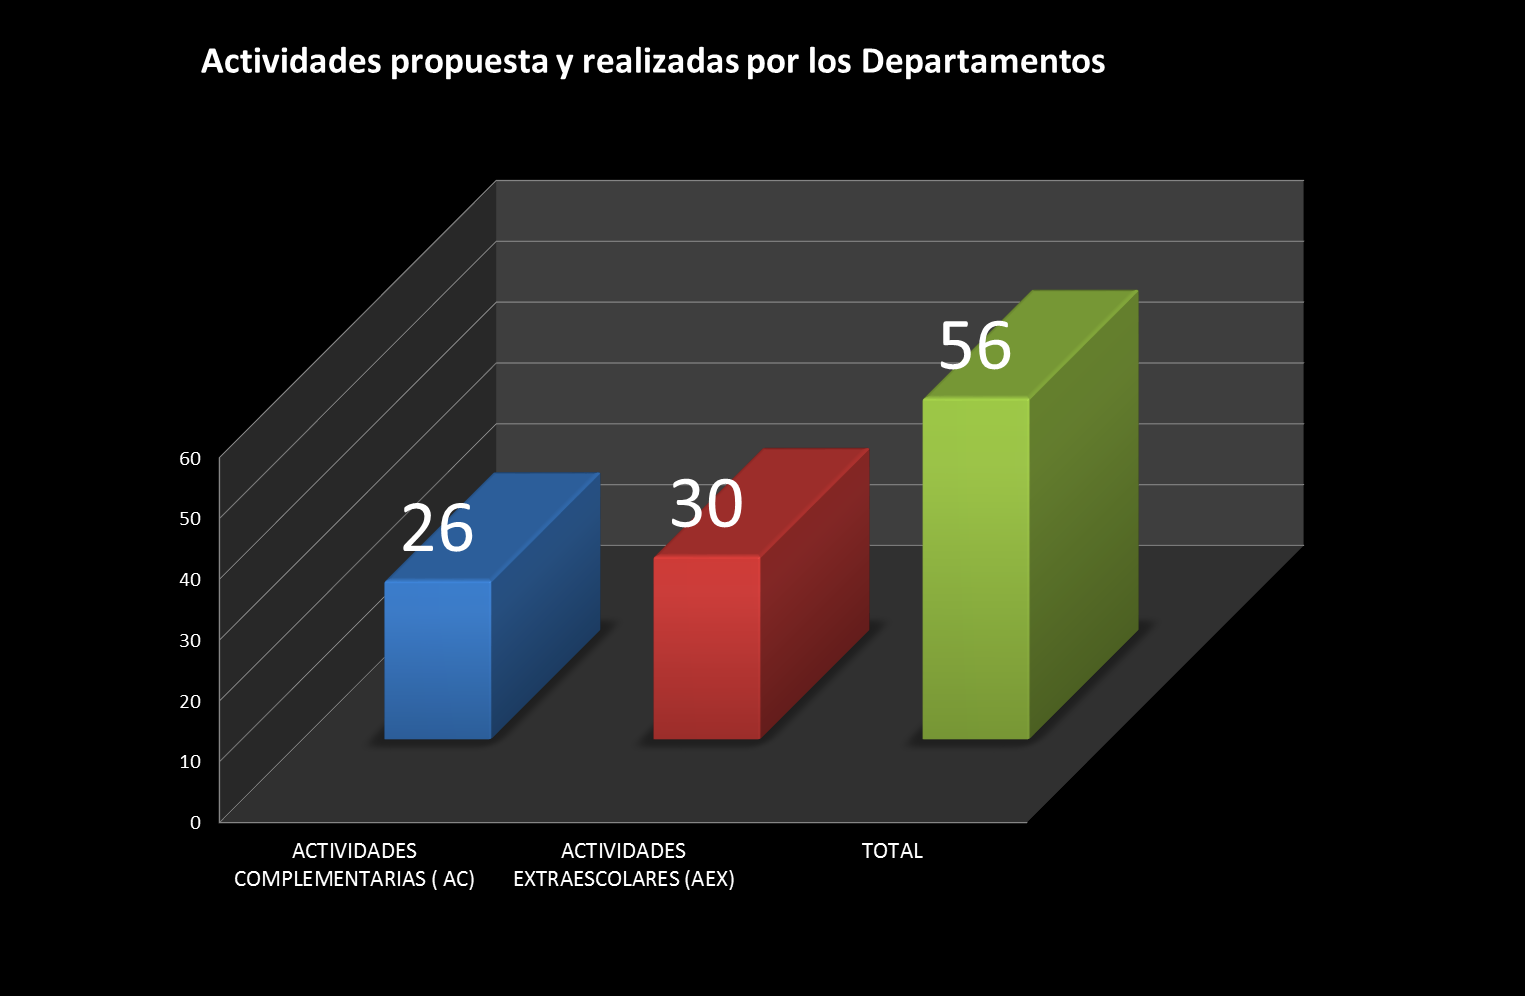 Actividades propuesta y realizadas por los Departamentos
56
30
26
60
50
40
30
20
10
0
ACTIVIDADES
COMPLEMENTARIAS ( AC)
ACTIVIDADES
EXTRAESCOLARES (AEX)
TOTAL